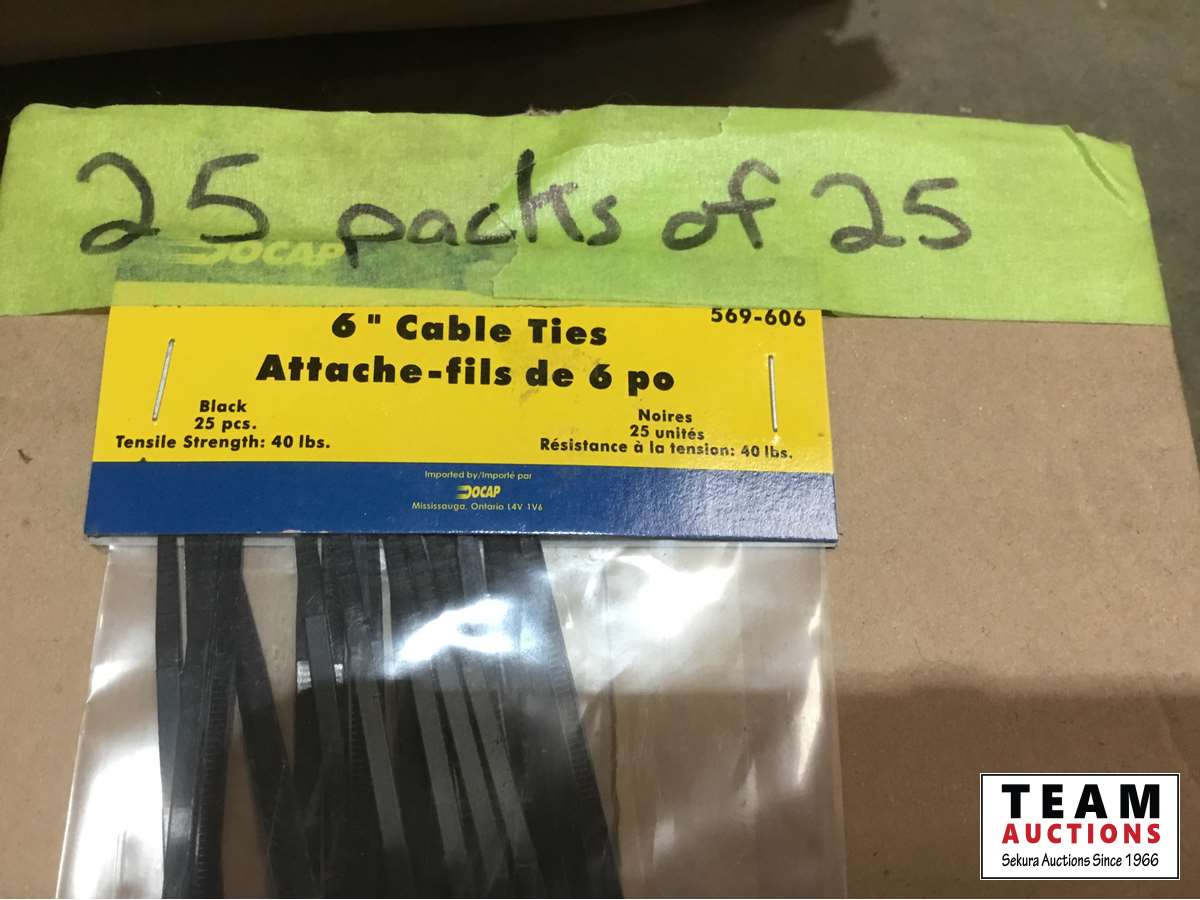 25 packs of 25
DOCAP
569-606
6" Cable Ties
Attache-fils de 6 po
Black
25 pcs.
Tensile Strength: 40 lbs.
Noires
25 unités
Résistance à la tension: 40 lbs.
Imported by/Importé par
DOCAP
Mississauga, Ontario L4V 1V6
TEAM
AUCTIONS
Sekura Auctions Since 1966